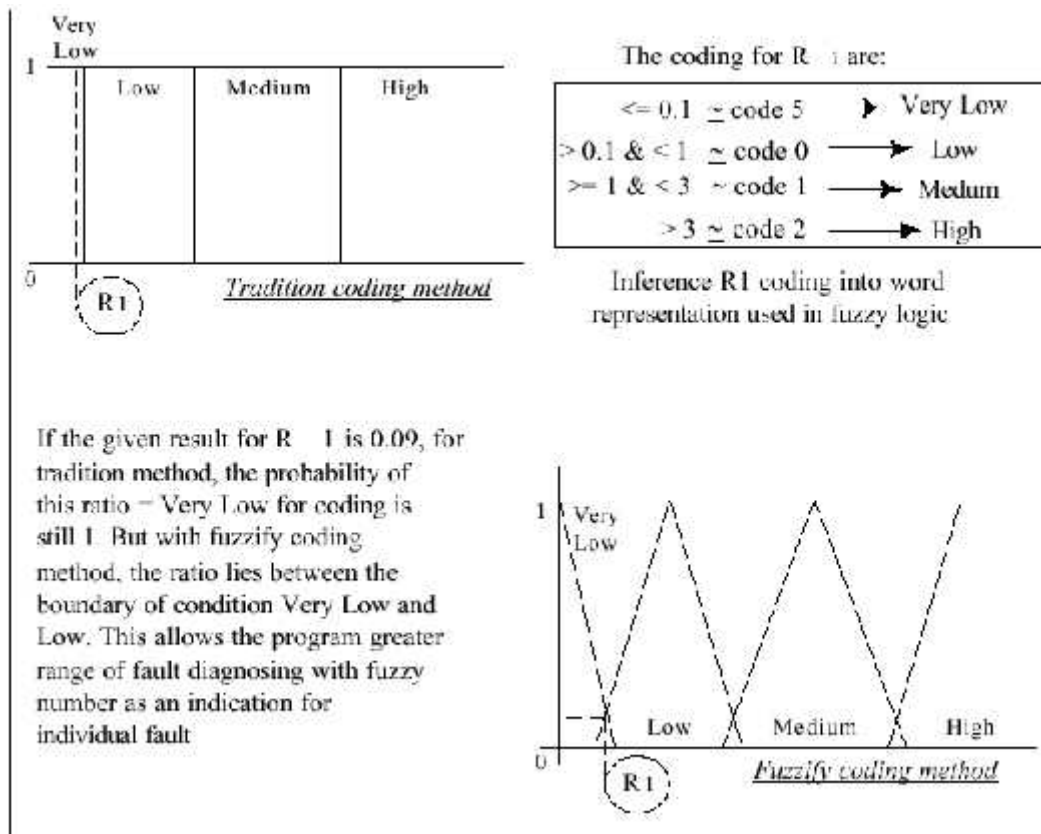 Very
Low
1
Low
Medium
High
0
R1
Tradition coding method
The coding for R 1 are:
<= 0.1 ~ code 5 Very Low
> 0.1 & < 1 ~ code 0 Low
>= 1 & < 3 ~ code 1 Medum
> 3 ~ code 2 High
Inference R1 coding into word
representation used in fuzzy logic
If the given result for R 1 is 0.09, for
tradition method, the probability of
this ratio = Very Low for coding is
still 1. But with fuzzify coding
method, the ratio lies between the
boundary of condition Very Low and
Low. This allows the program greater
range of fault diagnosing with fuzzy
number as an indication for
individual fault
1
Very
Low
Low
Medium
High
0
R1
Fuzzify coding method